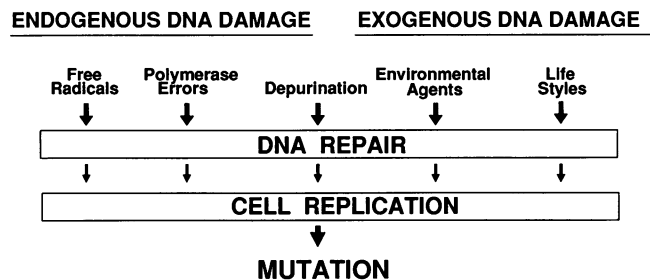 ENDOGENOUS DNA DAMAGE
EXOGENOUS DNA DAMAGE
Free
Radicals
Polymerase
Errors
Depurination
Environmental
Agents
Life
Styles
DNA REPAIR
CELL REPLICATION
MUTATION